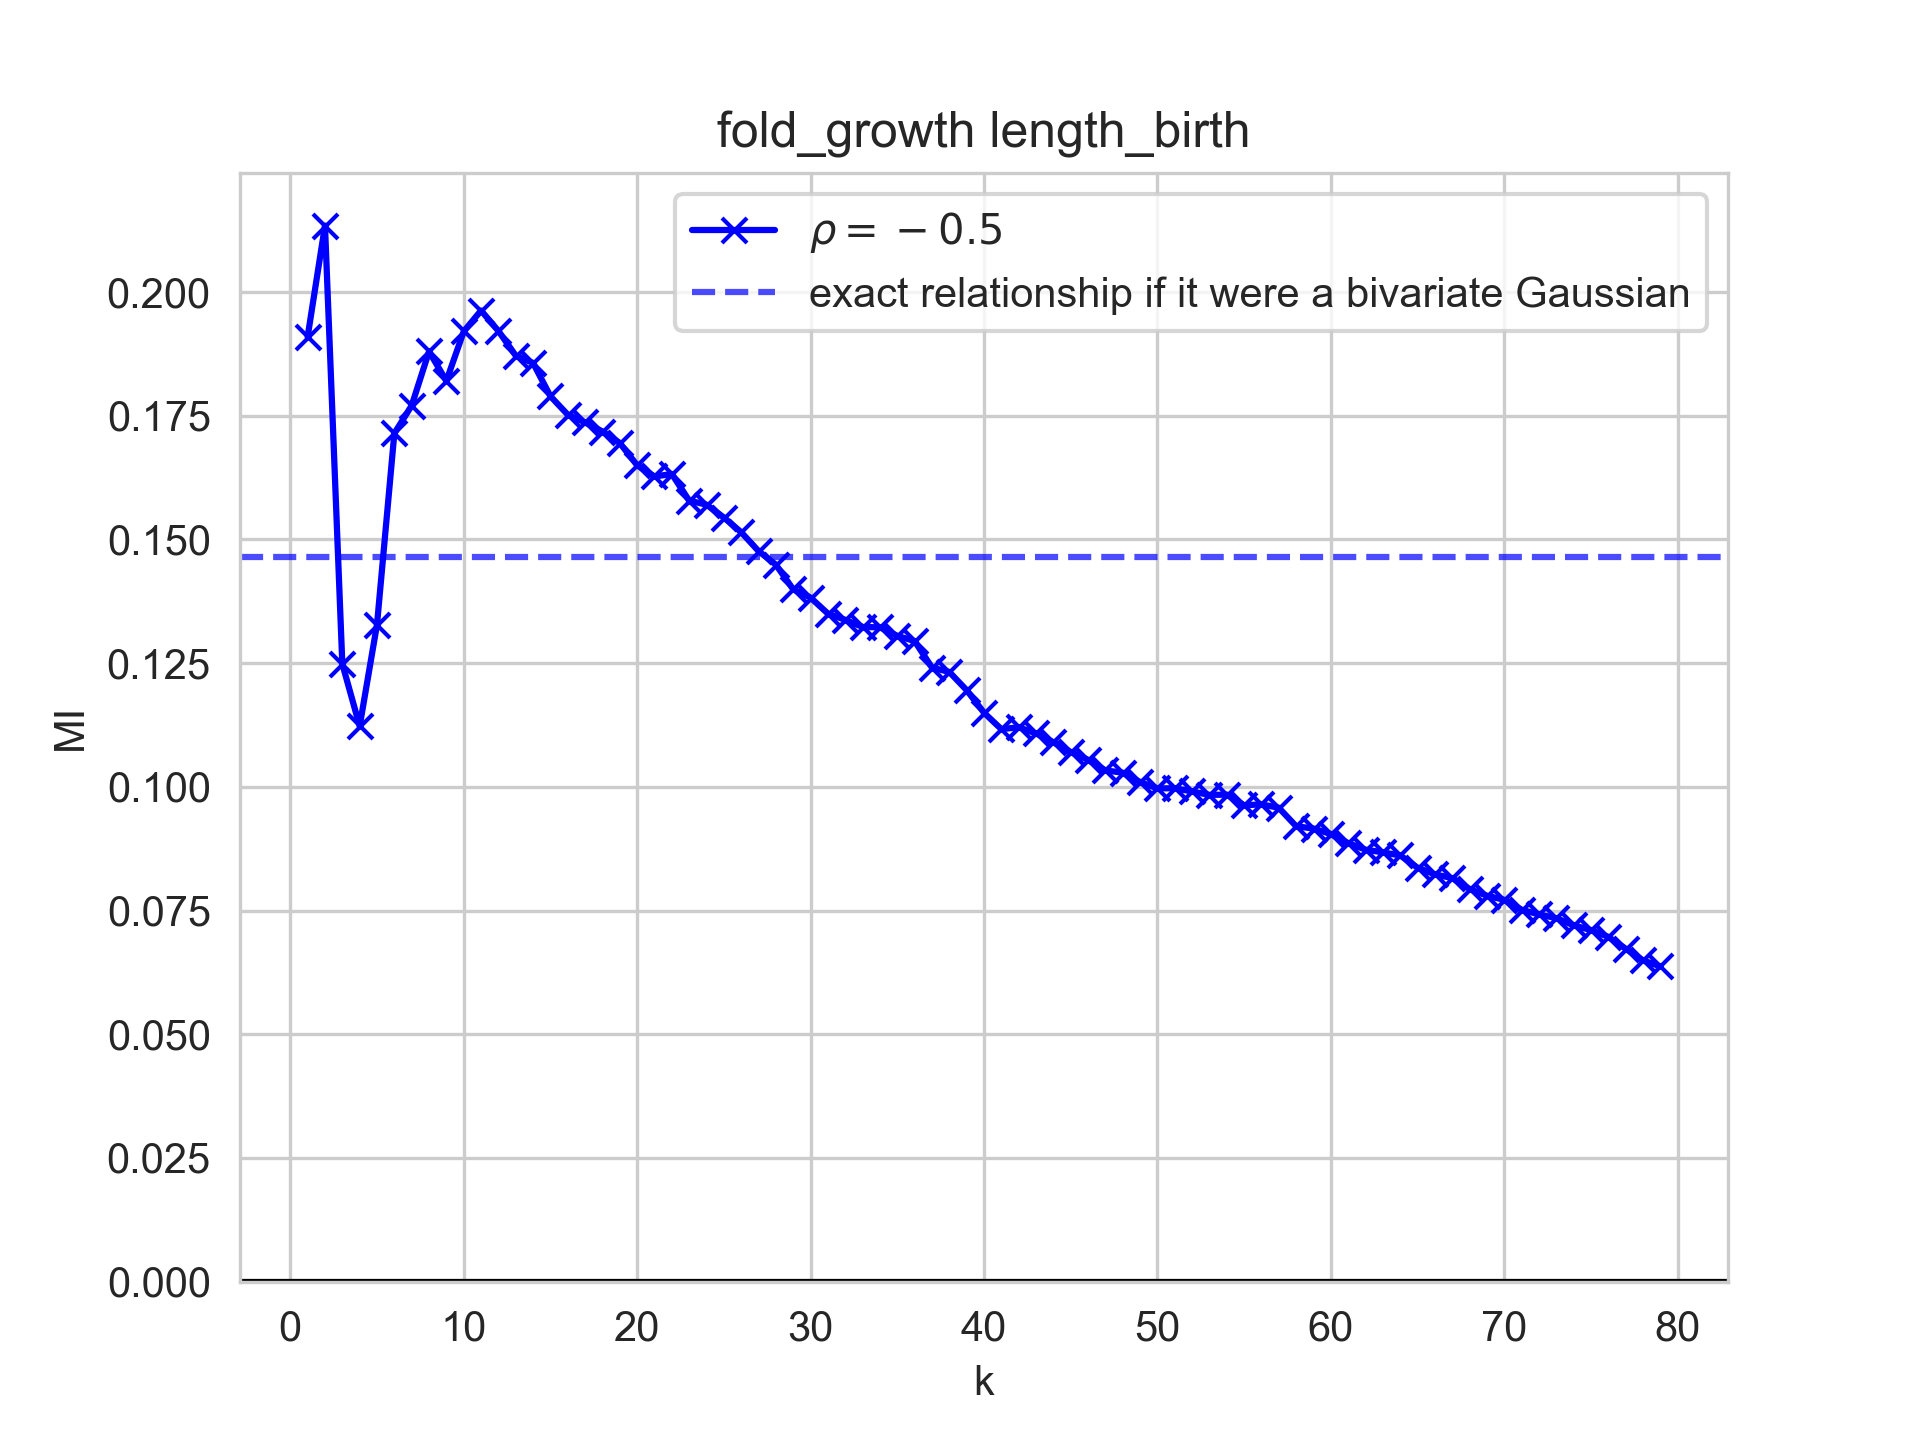 fold_growth length_birth
ρ = − 0.5
exact relationship if it were a bivariate Gaussian
MI
0.200
0.175
0.150
0.125
0.100
0.075
0.050
0.025
0.000
0 10 20 30 40 50 60 70 80
k